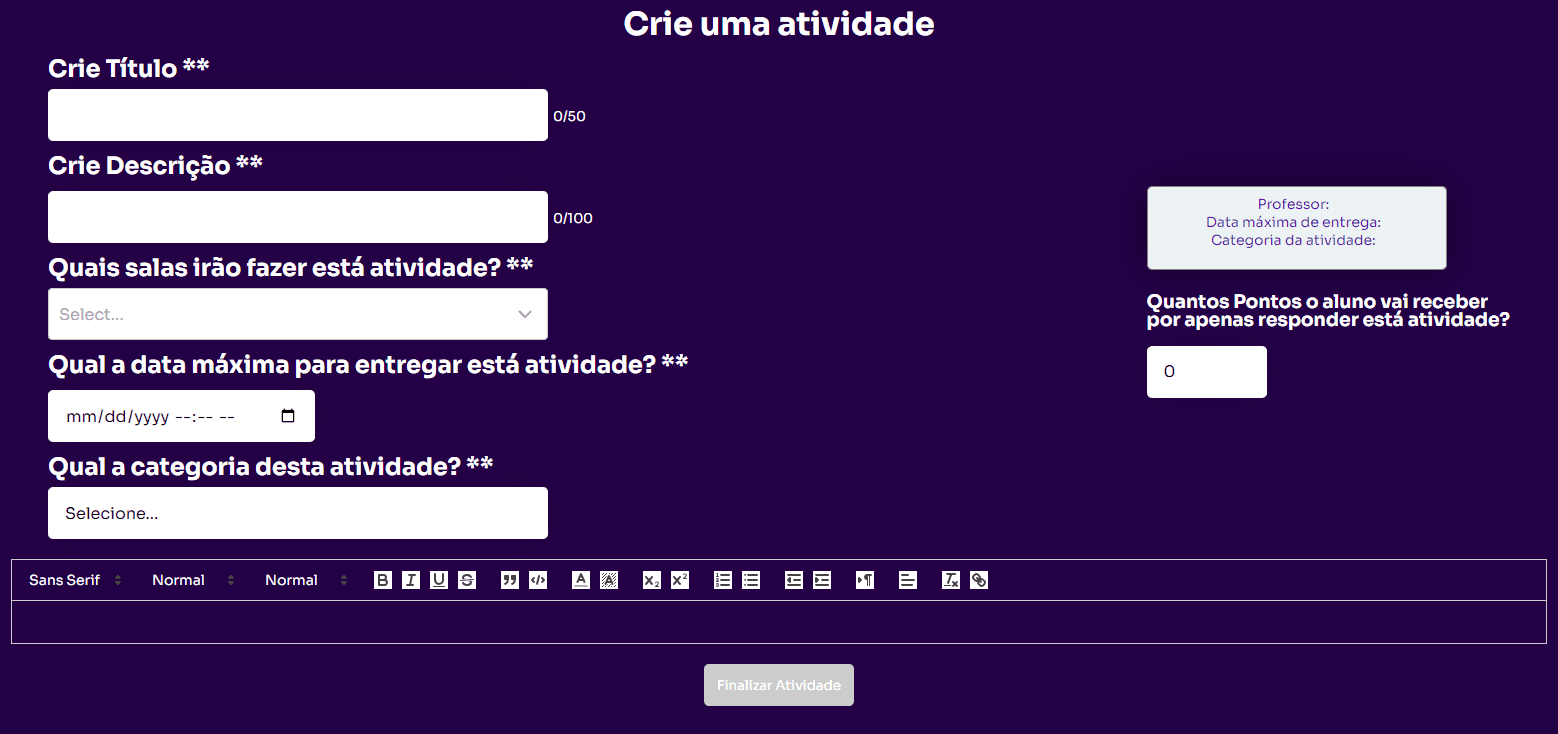 Crie uma atividade
Crie Título **
0/50
Crie Descrição **
0/100
Quais salas irão fazer está atividade? **
Select...
Qual a data máxima para entregar está atividade? **
mm/dd/yyyy --:-- --
Qual a categoria desta atividade? **
Selecione...
Professor:
Data máxima de entrega:
Categoria da atividade:
Quantos Pontos o aluno vai receber
por apenas responder está atividade?
0
Sans Serif Normal Normal
Finalizar Atividade